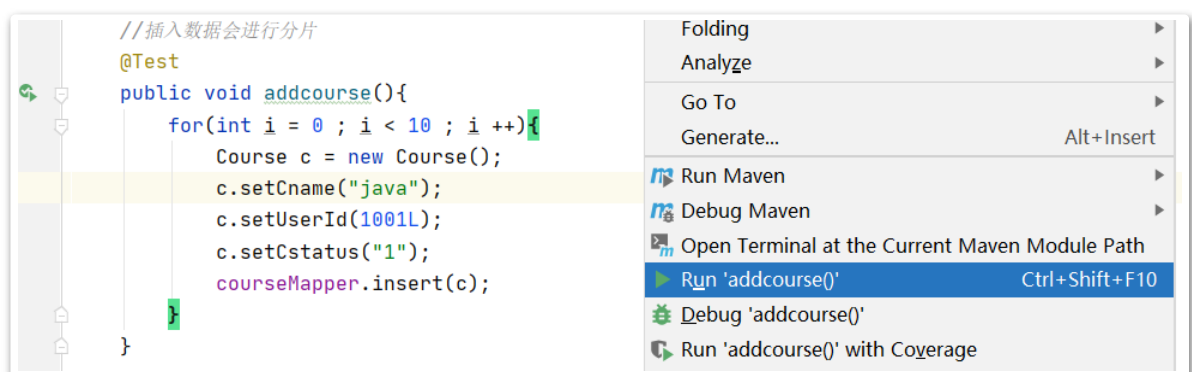 //插入数据会进行分片
@Test
public void addcourse(){
for(int i = 0 ; i < 10 ; i ++){
Course c = new Course();
c.setCname("java");
c.setUserId(1001L);
c.setCstatus("1");
courseMapper.insert(c);
}
}
Folding
Analyze
Go To
Generate... Alt+Insert
Run Maven
Debug Maven
Open Terminal at the Current Maven Module Path
Run 'addcourse()' Ctrl+Shift+F10
Debug 'addcourse()'
Run 'addcourse()' with Coverage